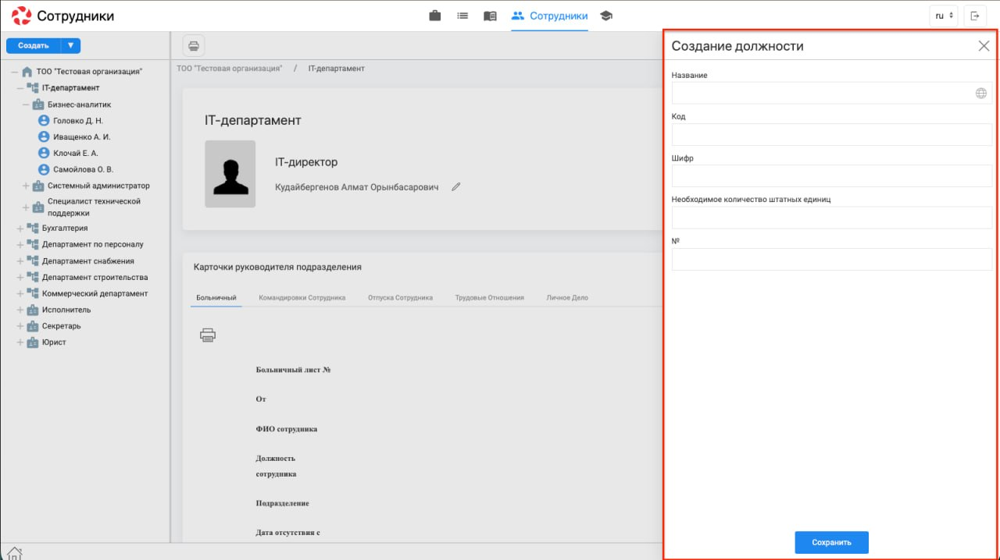 Сотрудники
Сотрудники
ru
Создать
ТОО "Тестовая организация"
IT-департамент
Бизнес-аналитик
Головко Д. Н.
Иващенко А. И.
Клочай Е. А.
Самойлова О. В.
Системный администратор
Специалист технической
поддержки
Бухгалтерия
Департамент по персоналу
Департамент снабжения
Департамент строительства
Коммерческий департамент
Исполнитель
Секретарь
Юрист
ТОО "Тестовая организация" / IT-департамент
IT-департамент
IT-директор
Кудайбергенов Алмат Орынбасарович
Карточки руководителя подразделения
Больничный Командировки Сотрудника Отпуска Сотрудника Трудовые Отношения Личное Дело
Больничный лист №
От
ФИО сотрудника
Должность
сотрудника
Подразделение
Дата отсутствия с
Создание должности
Название
Код
Шифр
Необходимое количество штатных единиц
№
Сохранить